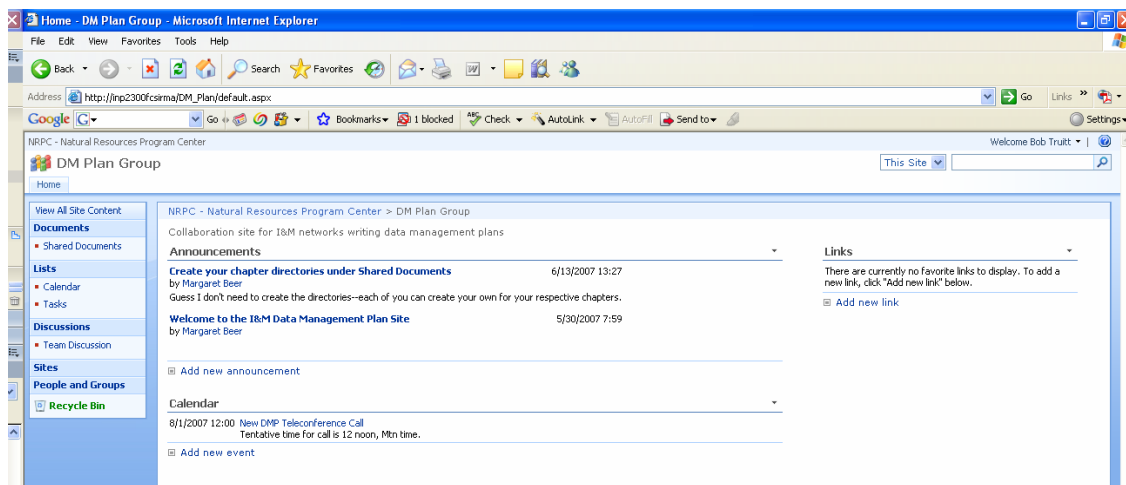 Home - DM Plan Group - Microsoft Internet Explorer
File Edit View Favorites Tools Help
Back Search Favorites
Address http://inp2300fcsirma/DM_Plan/default.aspx Go Links »
Google G Go Bookmarks 1 blocked ABC Check AutoLink AutoFill Send to Settings
NRPC - Natural Resources Program Center Welcome Bob Truitt |
DM Plan Group This Site
Home
View All Site Content
Documents
Shared Documents
Lists
Calendar
Tasks
Discussions
Team Discussion
Sites
People and Groups
Recycle Bin
NRPC - Natural Resources Program Center > DM Plan Group
Collaboration site for I&M networks writing data management plans
Announcements
Create your chapter directories under Shared Documents 6/13/2007 13:27
by Margaret Beer
Guess I don't need to create the directories--each of you can create your own for your respective chapters.
Welcome to the I&M Data Management Plan Site 5/30/2007 7:59
by Margaret Beer
Add new announcement
Calendar
8/1/2007 12:00 New DMP Teleconference Call
Tentative time for call is 12 noon, Mtn time.
Add new event
Links
There are currently no favorite links to display. To add a
new link, click "Add new link" below.
Add new link